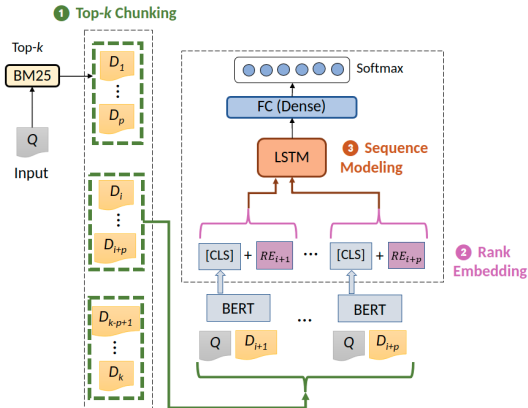 1 Top-k Chunking
Top-k
BM25
Q
Input
D1
⋮
Dp
Di
⋮
Di+p
Dk-p+1
⋮
Dk
Softmax
FC (Dense)
LSTM
3 Sequence
Modeling
[CLS] + REi+1 ... [CLS] + REi+p
2 Rank
Embedding
BERT ... BERT
Q Di+1 Q Di+p